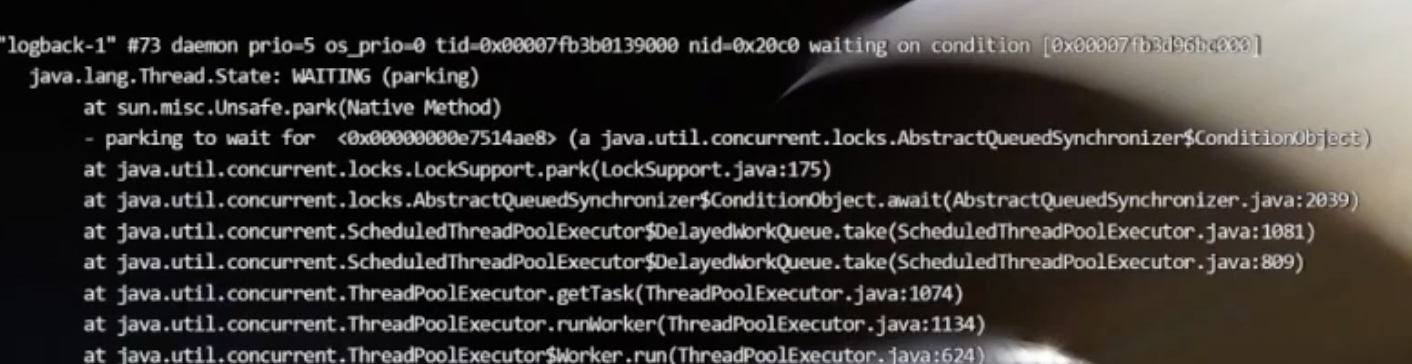 "logback-1" #73 daemon prio=5 os_prio=0 tid=0x00007fb3b0139000 nid=0x20c0 waiting on condition [0x00007fb3d96bc000]
java.lang.Thread.State: WAITING (parking)
at sun.misc.Unsafe.park(Native Method)
- parking to wait for <0x00000000e7514ae8> (a java.util.concurrent.locks.AbstractQueuedSynchronizer$ConditionObject)
at java.util.concurrent.locks.LockSupport.park(LockSupport.java:175)
at java.util.concurrent.locks.AbstractQueuedSynchronizer$ConditionObject.await(AbstractQueuedSynchronizer.java:2039)
at java.util.concurrent.ScheduledThreadPoolExecutor$DelayedWorkQueue.take(ScheduledThreadPoolExecutor.java:1081)
at java.util.concurrent.ScheduledThreadPoolExecutor$DelayedWorkQueue.take(ScheduledThreadPoolExecutor.java:809)
at java.util.concurrent.ThreadPoolExecutor.getTask(ThreadPoolExecutor.java:1074)
at java.util.concurrent.ThreadPoolExecutor.runWorker(ThreadPoolExecutor.java:1134)
at java.util.concurrent.ThreadPoolExecutor$Worker.run(ThreadPoolExecutor.java:624)